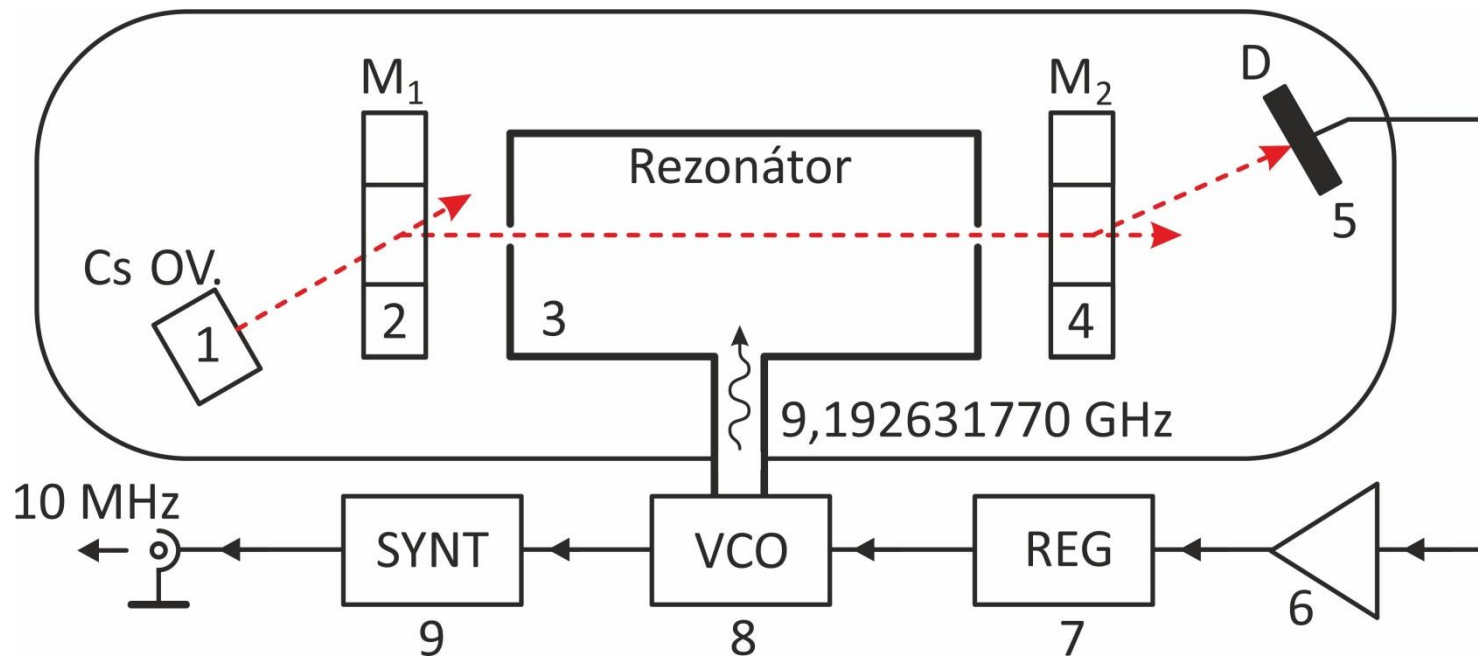 M₁
M₂
D
Rezonátor
Cs OV.
1
2
3
4
5
9,192631770 GHz
10 MHz
SYNT
VCO
REG
6
9
8
7